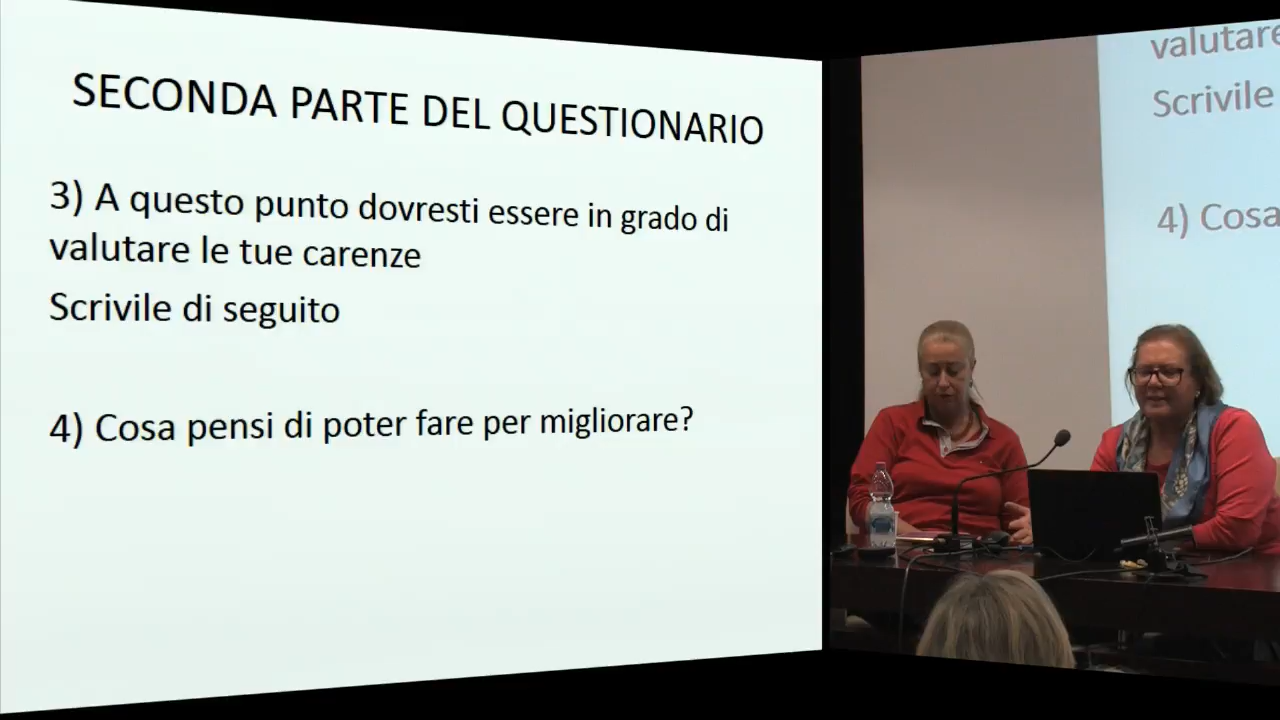 SECONDA PARTE DEL QUESTIONARIO
3) A questo punto dovresti essere in grado di
valutare le tue carenze
Scrivile di seguito
4) Cosa pensi di poter fare per migliorare?
valutare
Scrivile
4) Cosa